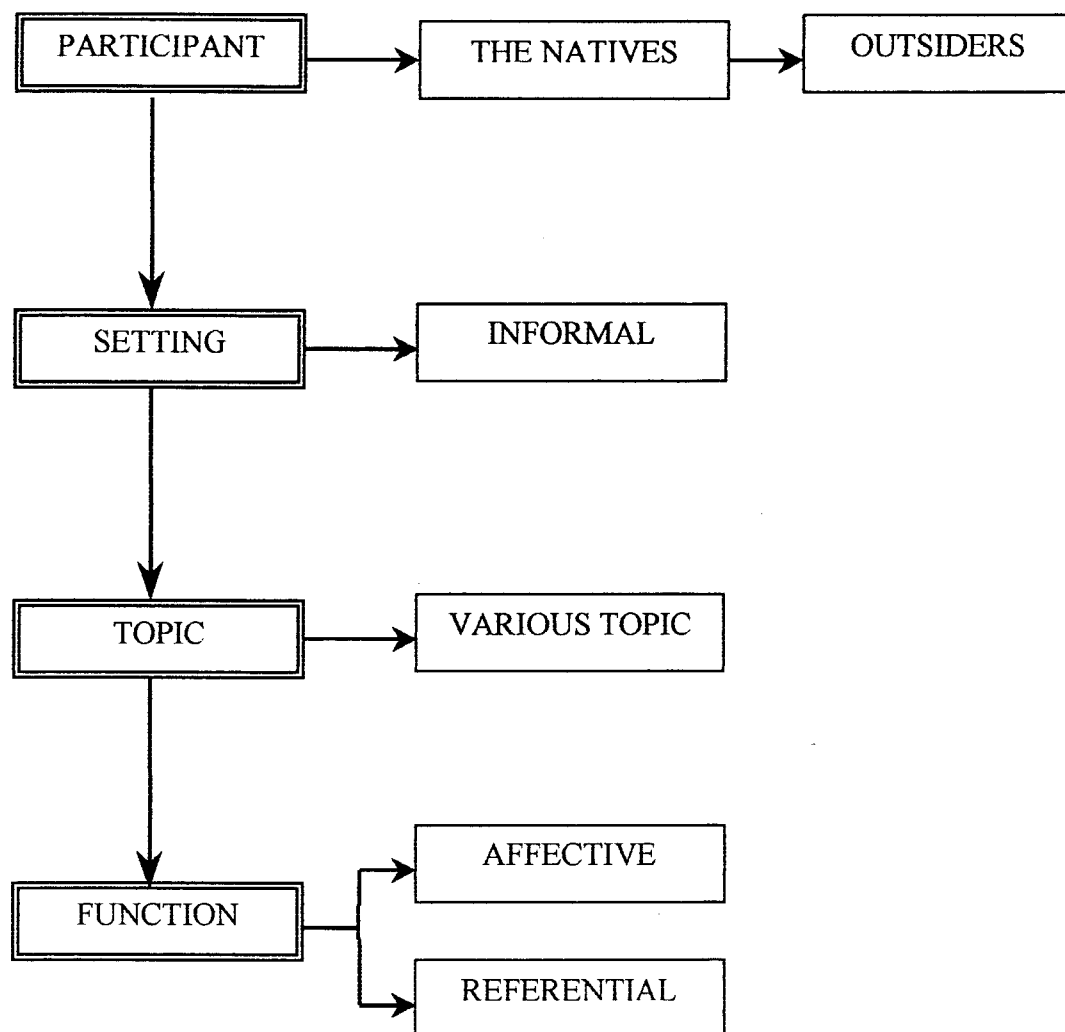 PARTICIPANT
THE NATIVES
OUTSIDERS
SETTING
INFORMAL
TOPIC
VARIOUS TOPIC
AFFECTIVE
FUNCTION
REFERENTIAL